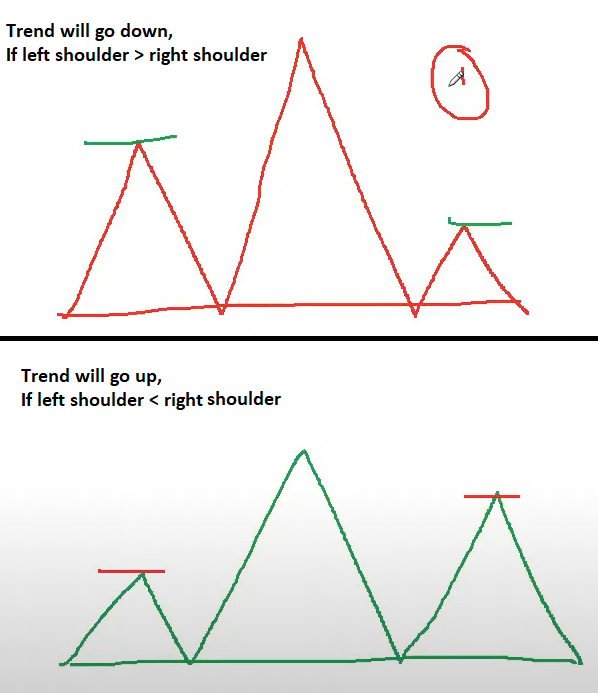 Trend will go down,
If left shoulder > right shoulder
Trend will go up,
If left shoulder < right shoulder